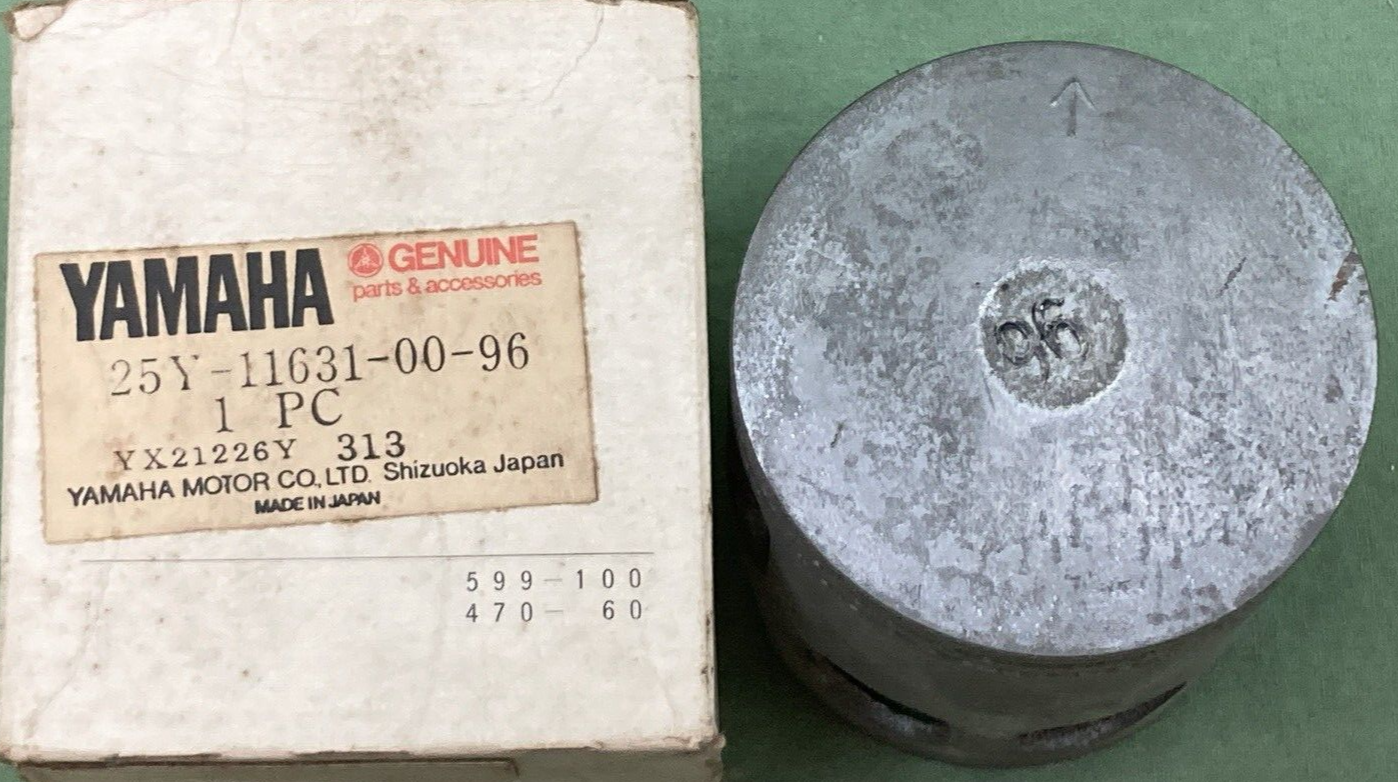 YAMAHA GENUINE
parts & accessories
25Y-11631-00-96
1 PC
YX21226Y 313
YAMAHA MOTOR CO., LTD. Shizuoka Japan
MADE IN JAPAN
599-100
470- 60
96